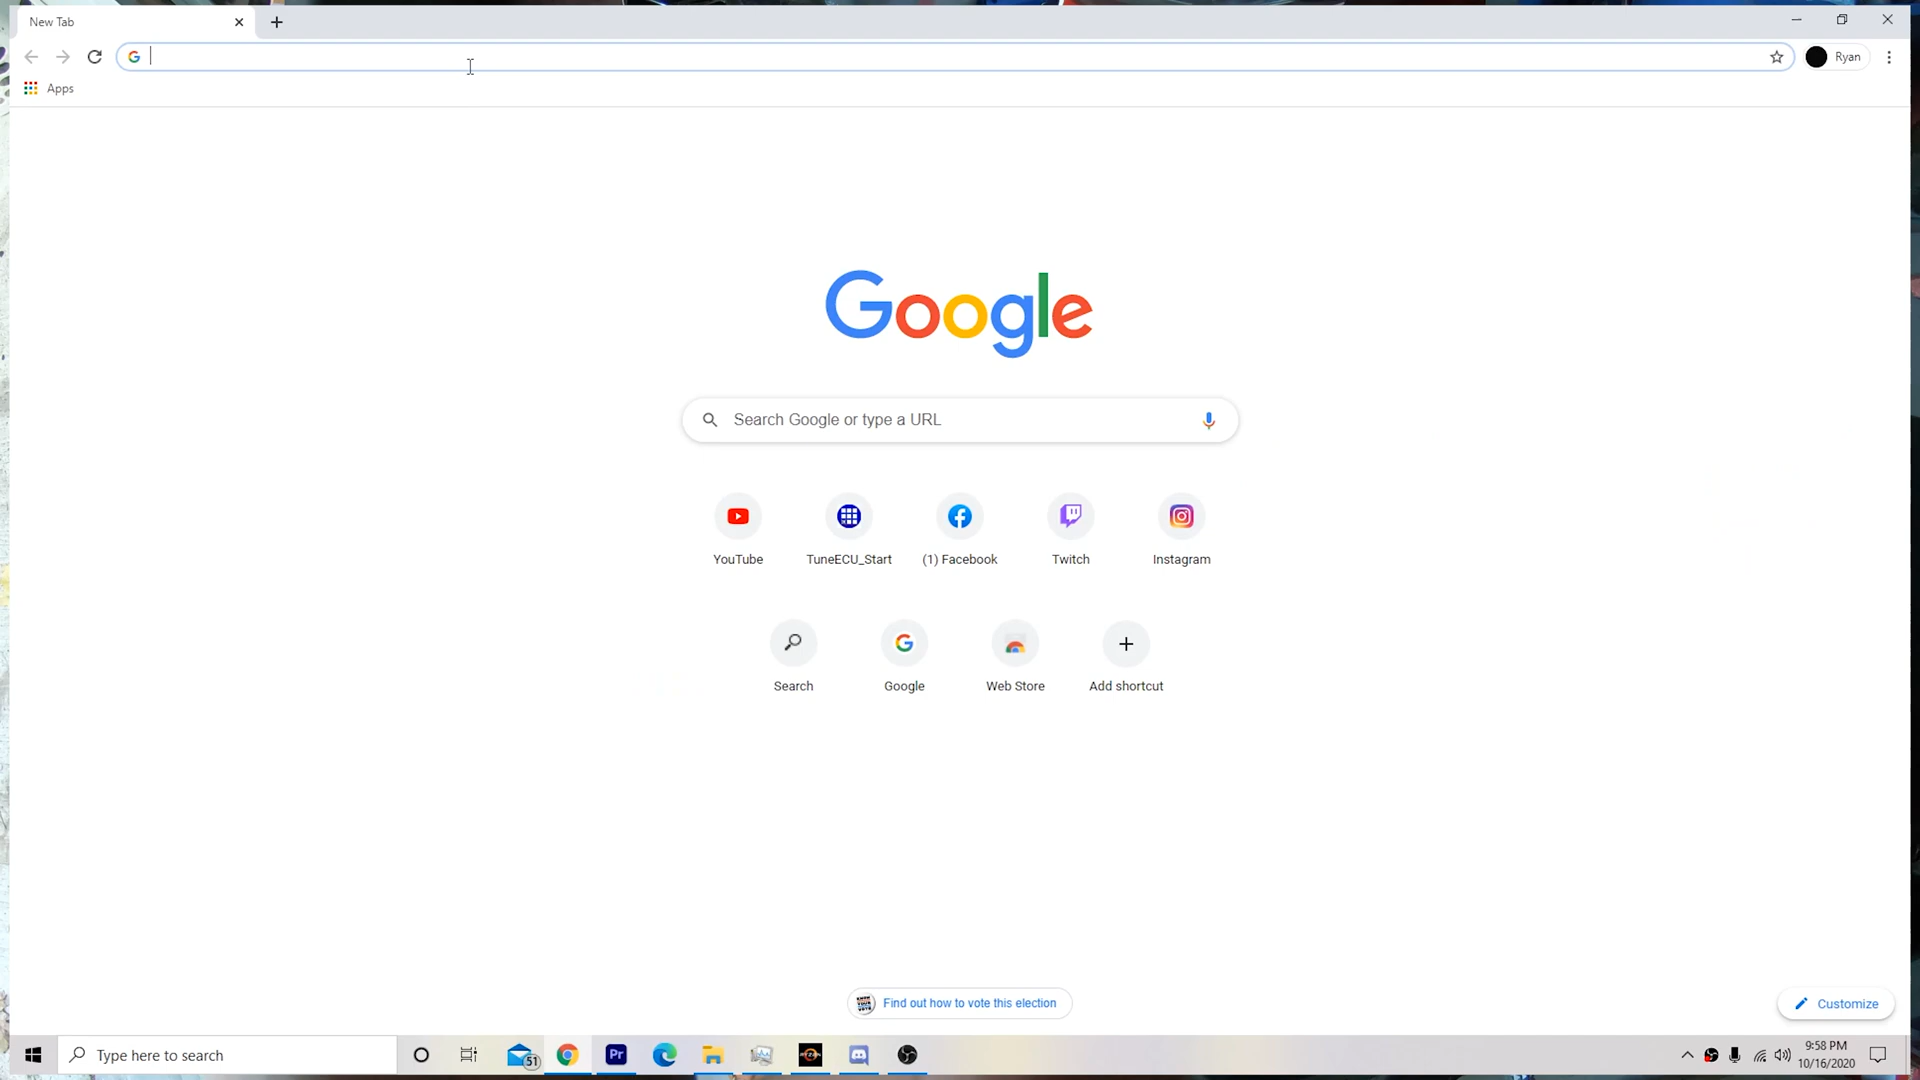 New Tab
Ryan
Apps
Google
Search Google or type a URL
YouTube
TuneECU_Start
(1) Facebook
Twitch
Instagram
Search
Google
Web Store
Add shortcut
Find out how to vote this election
Customize
Type here to search
51
Pr
9:58 PM
10/16/2020